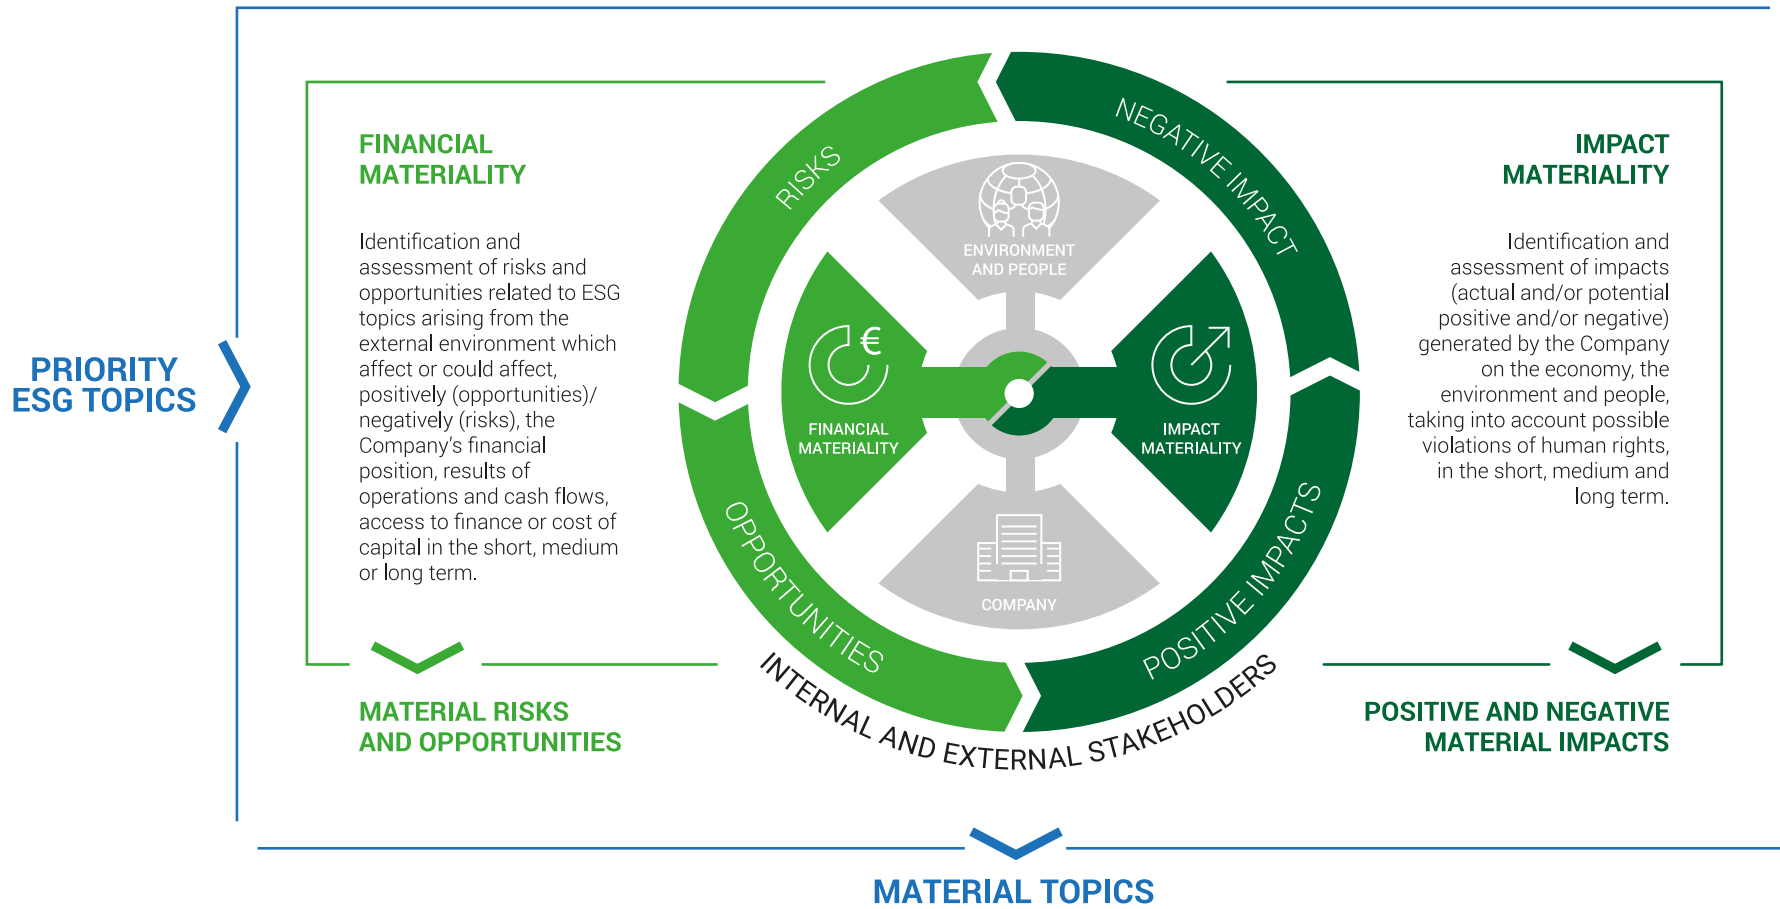 PRIORITY
ESG TOPICS
FINANCIAL
MATERIALITY
Identification and
assessment of risks and
opportunities related to ESG
topics arising from the
external environment which
affect or could affect,
positively (opportunities)/
negatively (risks), the
Company’s financial
position, results of
operations and cash flows,
access to finance or cost of
capital in the short, medium
or long term.
MATERIAL RISKS
AND OPPORTUNITIES
RISKS
NEGATIVE IMPACT
OPPORTUNITIES
POSITIVE IMPACTS
ENVIRONMENT
AND PEOPLE
€
FINANCIAL
MATERIALITY
IMPACT
MATERIALITY
COMPANY
INTERNAL AND EXTERNAL STAKEHOLDERS
IMPACT
MATERIALITY
Identification and
assessment of impacts
(actual and/or potential
positive and/or negative)
generated by the Company
on the economy, the
environment and people,
taking into account possible
violations of human rights,
in the short, medium and
long term.
POSITIVE AND NEGATIVE
MATERIAL IMPACTS
MATERIAL TOPICS